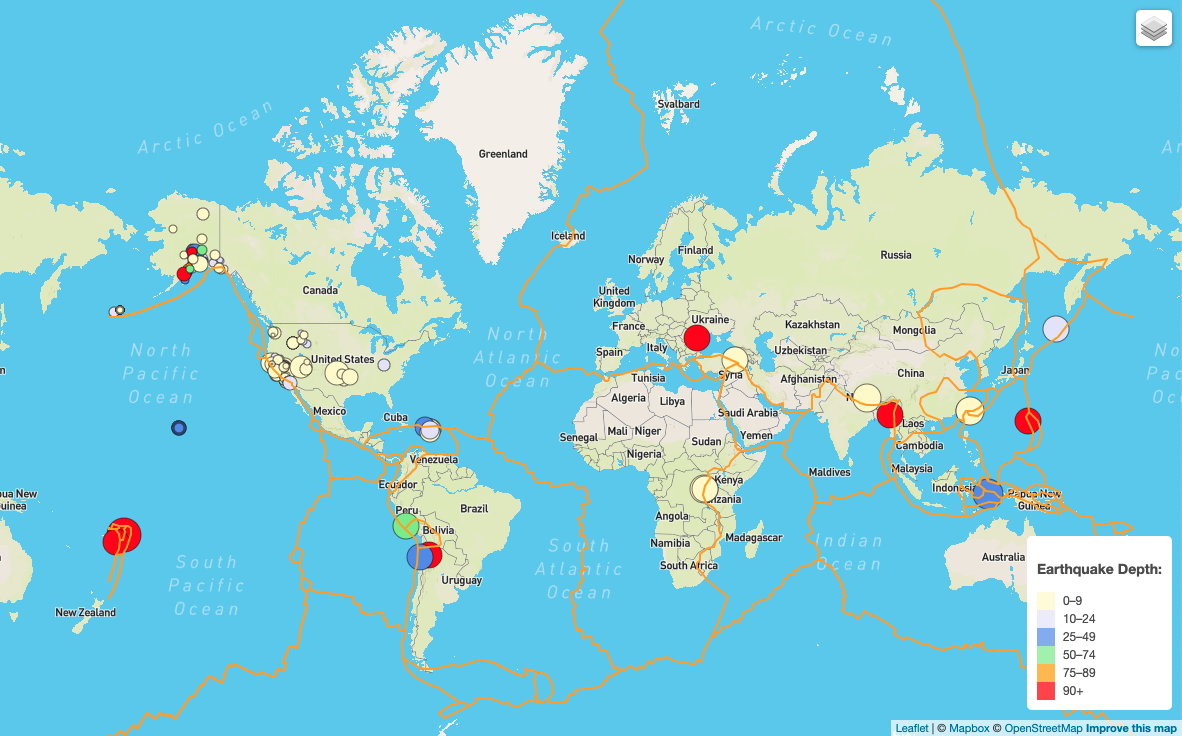 Arctic Ocean
Svalbard
Arctic Ocean
Greenland
Iceland
Finland
Norway
Russia
Canada
United
Kingdom
Ukraine
France
Kazakhstan
Mongolia
North
Atlantic
Ocean
Italy
Spain
Uzbekistan
United States
North
Pacific
Ocean
Syria
China
Japan
Tunisia
Afghanistan
Algeria
Libya
Mexico
Cuba
Saudi Arabia
Mali
Niger
Laos
Senegal
Sudan
Yemen
Cambodia
Venezuela
Nigeria
Malaysia
Maldives
Ecuador
Kenya
Indonesia
Papua New
Guinea
Peru
Brazil
Angola
Bolivia
Madagascar
Namibia
Indian
Ocean
South
Atlantic
Ocean
South Africa
Australia
South
Pacific
Ocean
Uruguay
New Zealand
Earthquake Depth:
0–9
10–24
25–49
50–74
75–89
90+
Leaflet | © Mapbox © OpenStreetMap Improve this map